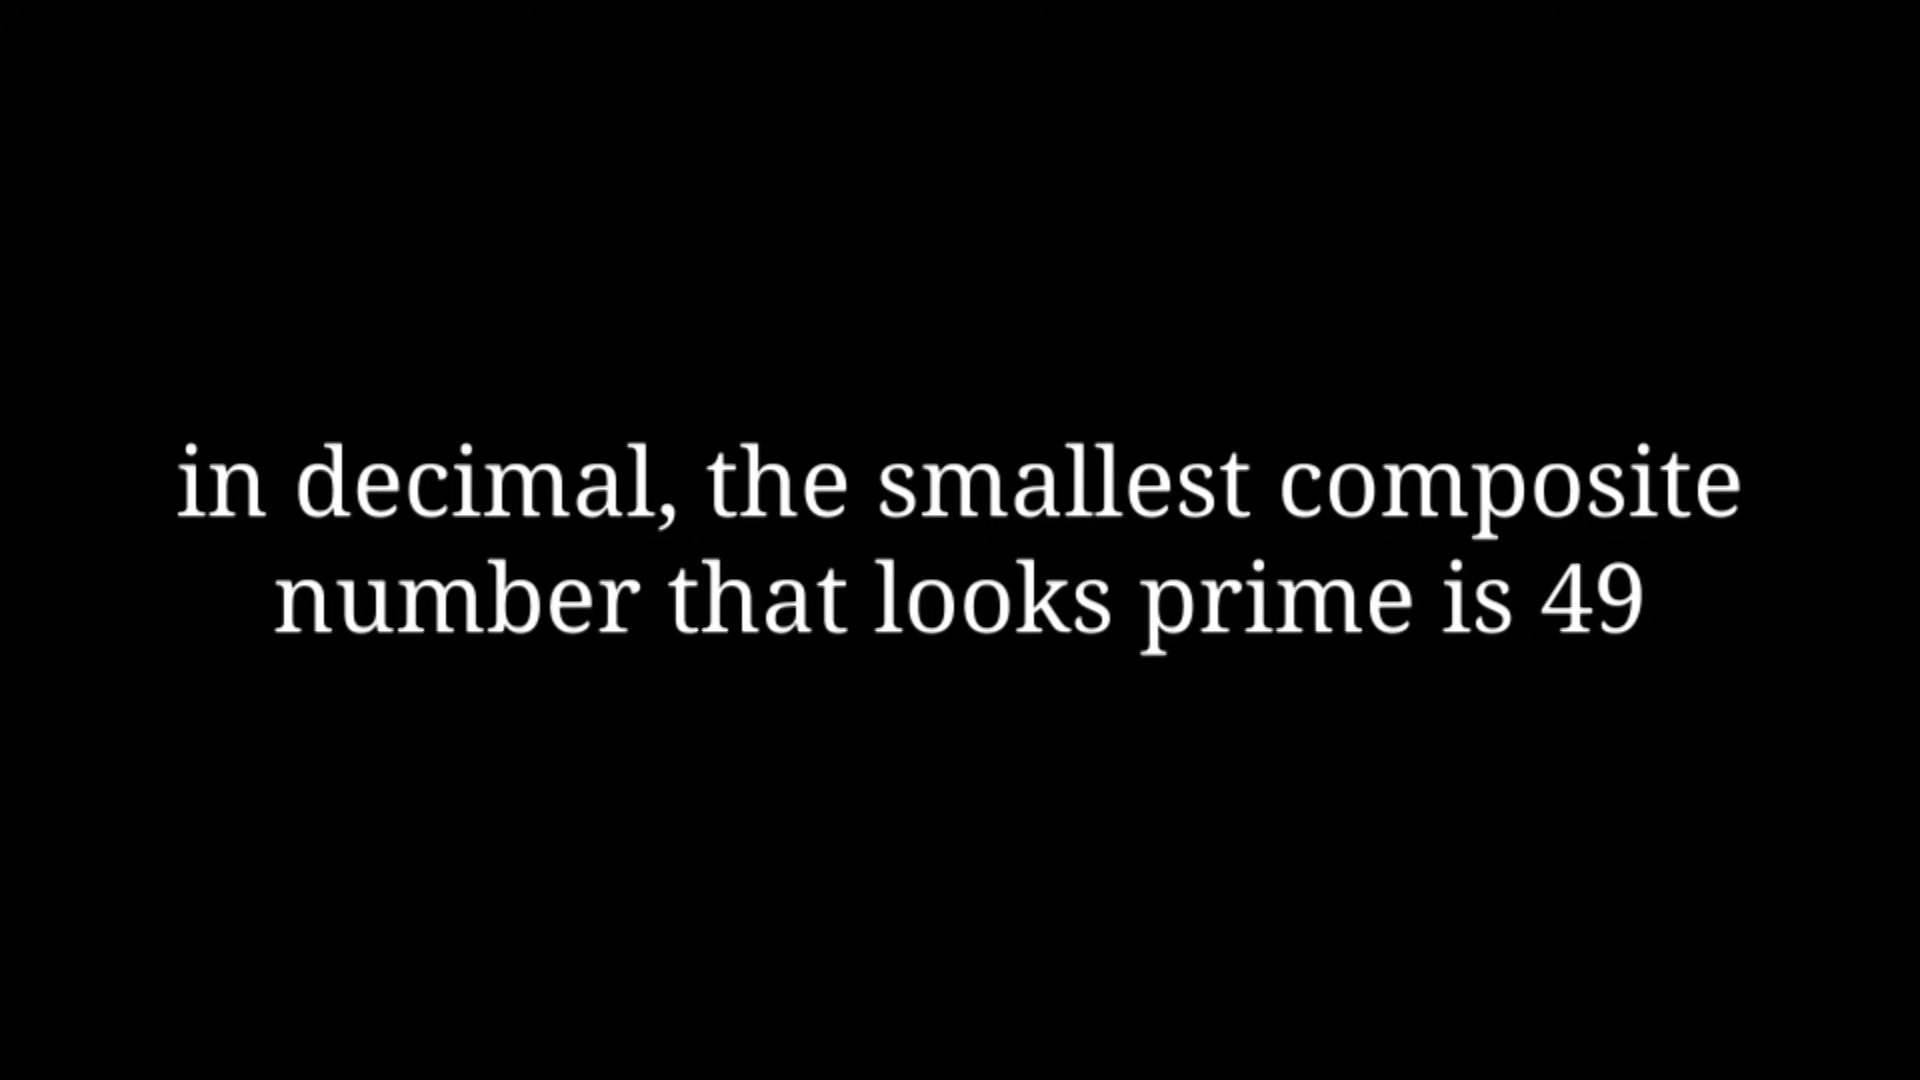 in decimal, the smallest composite
number that looks prime is 49